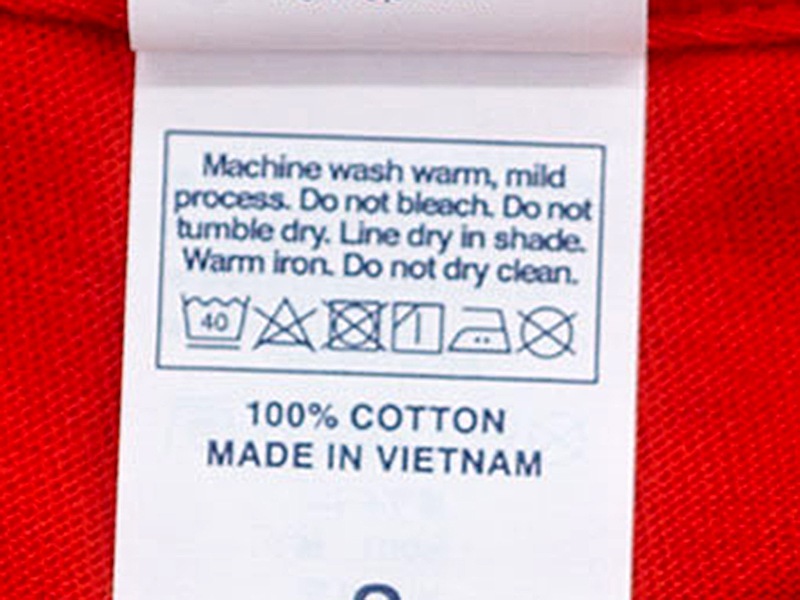 Machine wash warm, mild
process. Do not bleach. Do not
tumble dry. Line dry in shade.
Warm iron. Do not dry clean.
40
100% COTTON
MADE IN VIETNAM